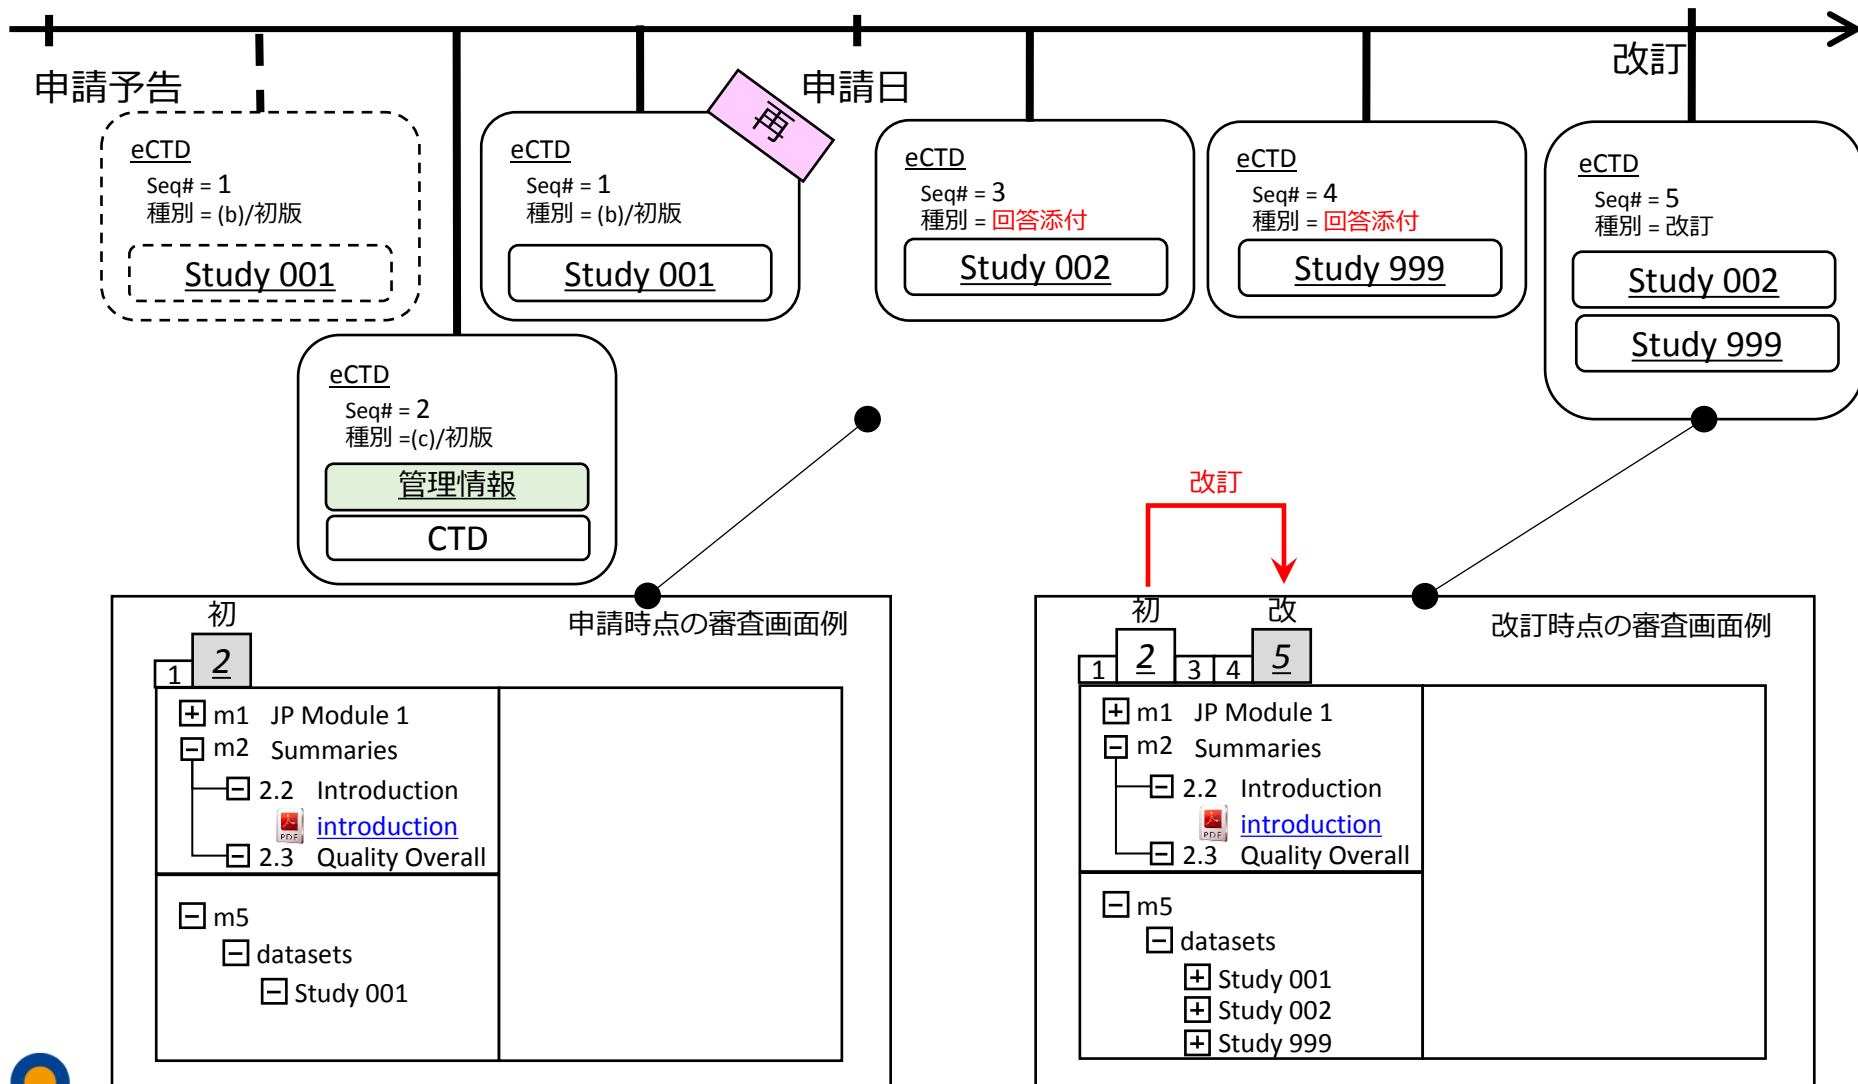 申請予告
申請日
改訂
eCTD
Seq# = 1
種別 = (b)/初版
Study 001
eCTD
Seq# = 2
種別 =(c)/初版
管理情報
CTD
eCTD
Seq# = 1
種別 = (b)/初版
Study 001
再
eCTD
Seq# = 3
種別 = 回答添付
Study 002
eCTD
Seq# = 4
種別 = 回答添付
Study 999
eCTD
Seq# = 5
種別 = 改訂
Study 002
Study 999
初
申請時点の審査画面例
1 2
m1 JP Module 1
m2 Summaries
2.2 Introduction
PDF introduction
2.3 Quality Overall
m5
datasets
Study 001
改訂
初 改
改訂時点の審査画面例
1 2 3 4 5
m1 JP Module 1
m2 Summaries
2.2 Introduction
PDF introduction
2.3 Quality Overall
m5
datasets
Study 001
Study 002
Study 999